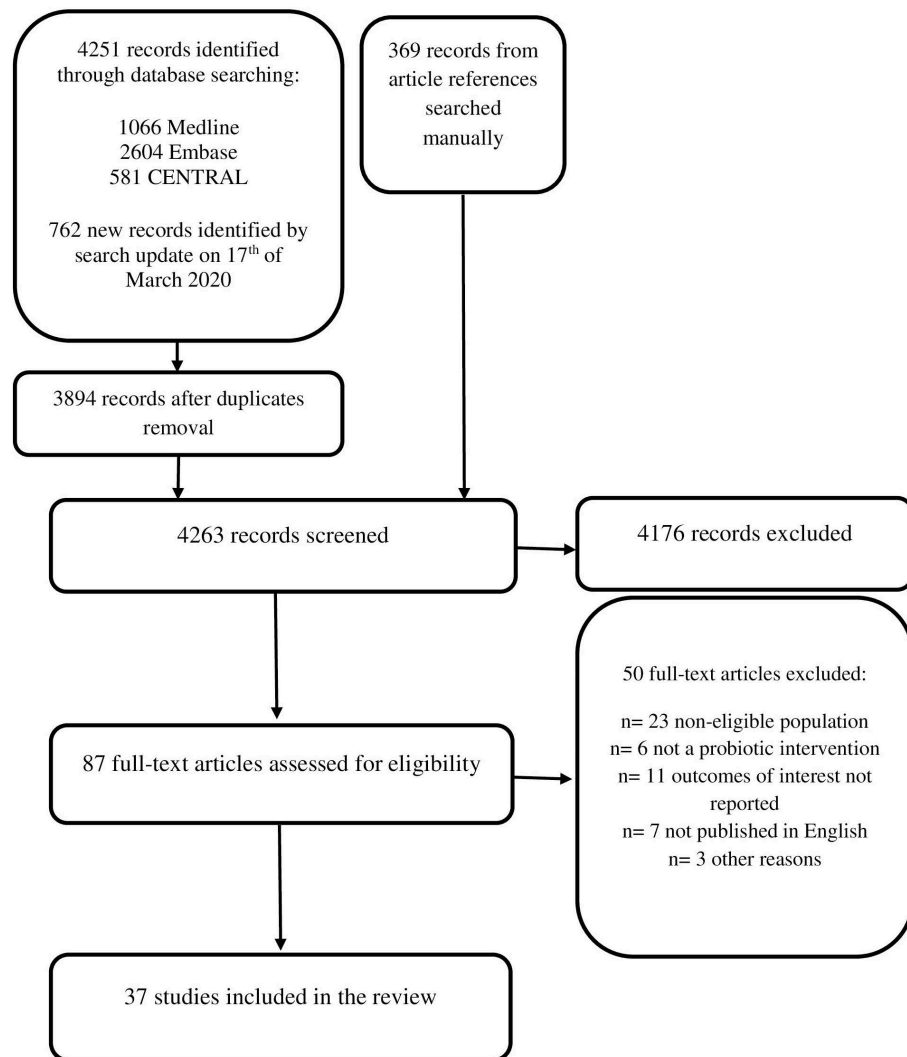 4251 records identified
through database searching:
1066 Medline
2604 Embase
581 CENTRAL
762 new records identified by
search update on 17th of
March 2020
369 records from
article references
searched
manually
3894 records after duplicates
removal
4263 records screened
4176 records excluded
50 full-text articles excluded:
n= 23 non-eligible population
n= 6 not a probiotic intervention
n= 11 outcomes of interest not
reported
n= 7 not published in English
n= 3 other reasons
87 full-text articles assessed for eligibility
37 studies included in the review